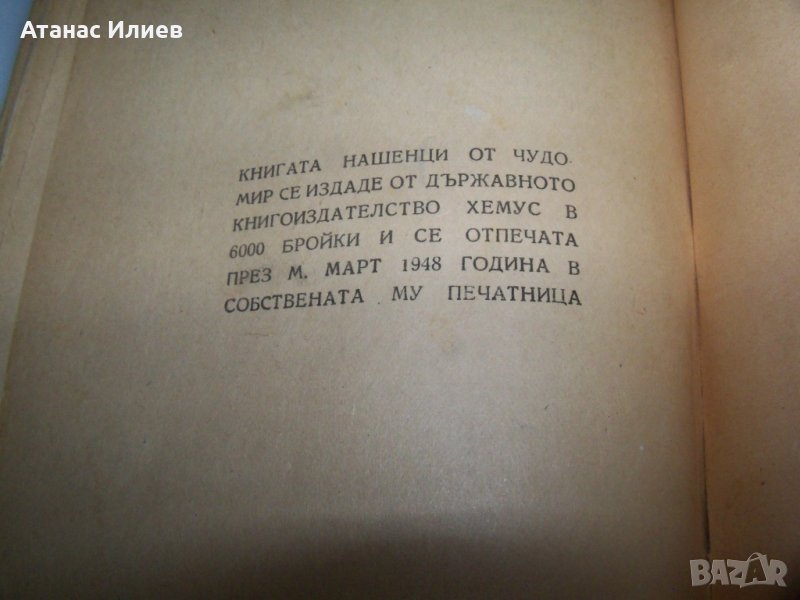 Атанас Илиев
КНИГАТА НАШЕНЦИ ОТ ЧУДО-
МИР СЕ ИЗДАДЕ ОТ ДЪРЖАВНОТО
КНИГОИЗДАТЕЛСТВО ХЕМУС В
6000 БРОЙКИ И СЕ ОТПЕЧАТА
ПРЕЗ М. МАРТ 1948 ГОДИНА В
СОБСТВЕНАТА МУ ПЕЧАТНИЦА
BAZAR